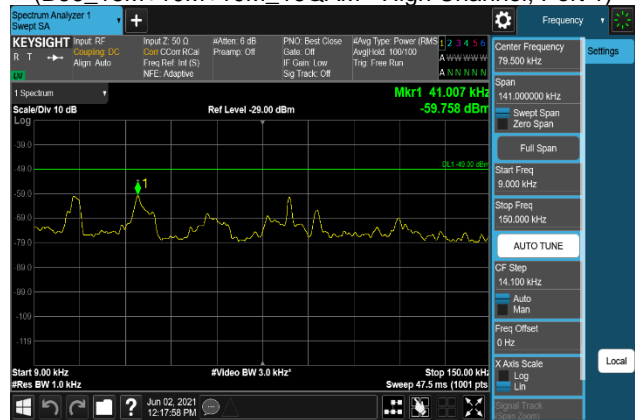 Spectrum Analyzer 1
Swept SA
Frequency
KEYSIGHT
R T
LW
Input: RF
Coupling: DC
Align: Auto
Input Z: 50 Ω
Corr CCorr RCal
Freq Ref: Int (S)
NFE: Adaptive
#Atten: 6 dB
Preamp: Off
PNO: Best Close
Gate: Off
IF Gain: Low
Sig Track: Off
#Avg Type: Power (RMS
Avg|Hold: 100/100
Trig: Free Run
1 2 3 4 5 6
A W W W W W
A N N N N N
1 Spectrum
Mkr1 41.007 kHz
-59.758 dBm
Scale/Div 10 dB
Ref Level -29.00 dBm
Log
-39.0
-49.0
-59.0
-69.0
-79.0
-89.0
-99.0
-109
-119
DL1 -49.00 dBm
1
Start 9.00 kHz
#Res BW 1.0 kHz
#Video BW 3.0 kHz*
Stop 150.00 kHz
Sweep 47.5 ms (1001 pts
Center Frequency
79.500 kHz
Settings
Span
141.000000 kHz
Swept Span
Zero Span
Full Span
Start Freq
9.000 kHz
Stop Freq
150.000 kHz
AUTO TUNE
CF Step
14.100 kHz
Auto
Man
Freq Offset
0 Hz
X Axis Scale
Log
Lin
Local
Signal Track
(Span Zoom)
Jun 02, 2021
12:17:58 PM